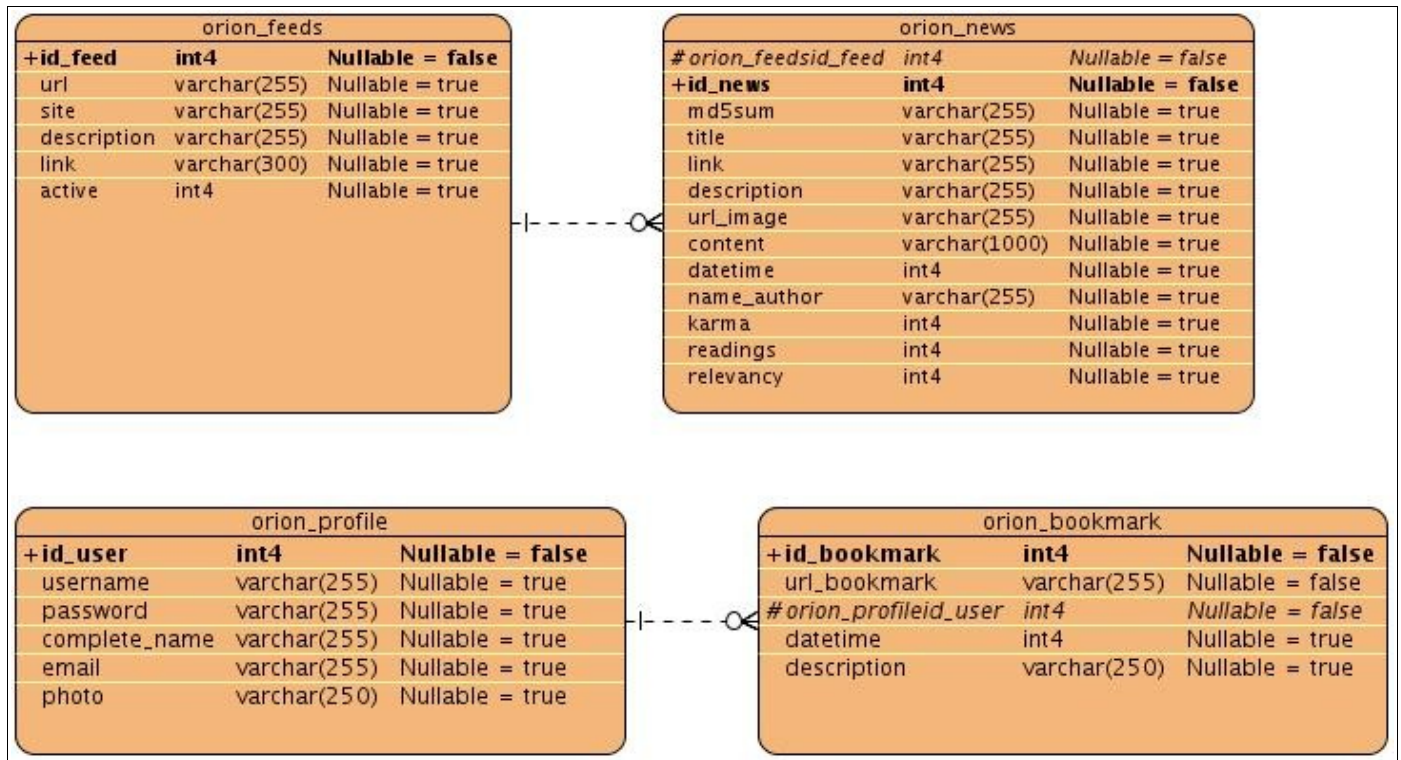 orion_feeds
+id_feed int4 Nullable = false
url varchar(255) Nullable = true
site varchar(255) Nullable = true
description varchar(255) Nullable = true
link varchar(300) Nullable = true
active int4 Nullable = true
orion_news
#orion_feedsid_feed int4 Nullable = false
+id_news int4 Nullable = false
md5sum varchar(255) Nullable = true
title varchar(255) Nullable = true
link varchar(255) Nullable = true
description varchar(255) Nullable = true
url_image varchar(255) Nullable = true
content varchar(1000) Nullable = true
datetime int4 Nullable = true
name_author varchar(255) Nullable = true
karma int4 Nullable = true
readings int4 Nullable = true
relevancy int4 Nullable = true
orion_profile
+id_user int4 Nullable = false
username varchar(255) Nullable = true
password varchar(255) Nullable = true
complete_name varchar(255) Nullable = true
email varchar(255) Nullable = true
photo varchar(250) Nullable = true
orion_bookmark
+id_bookmark int4 Nullable = false
url_bookmark varchar(255) Nullable = false
#orion_profileid_user int4 Nullable = false
datetime int4 Nullable = true
description varchar(250) Nullable = true